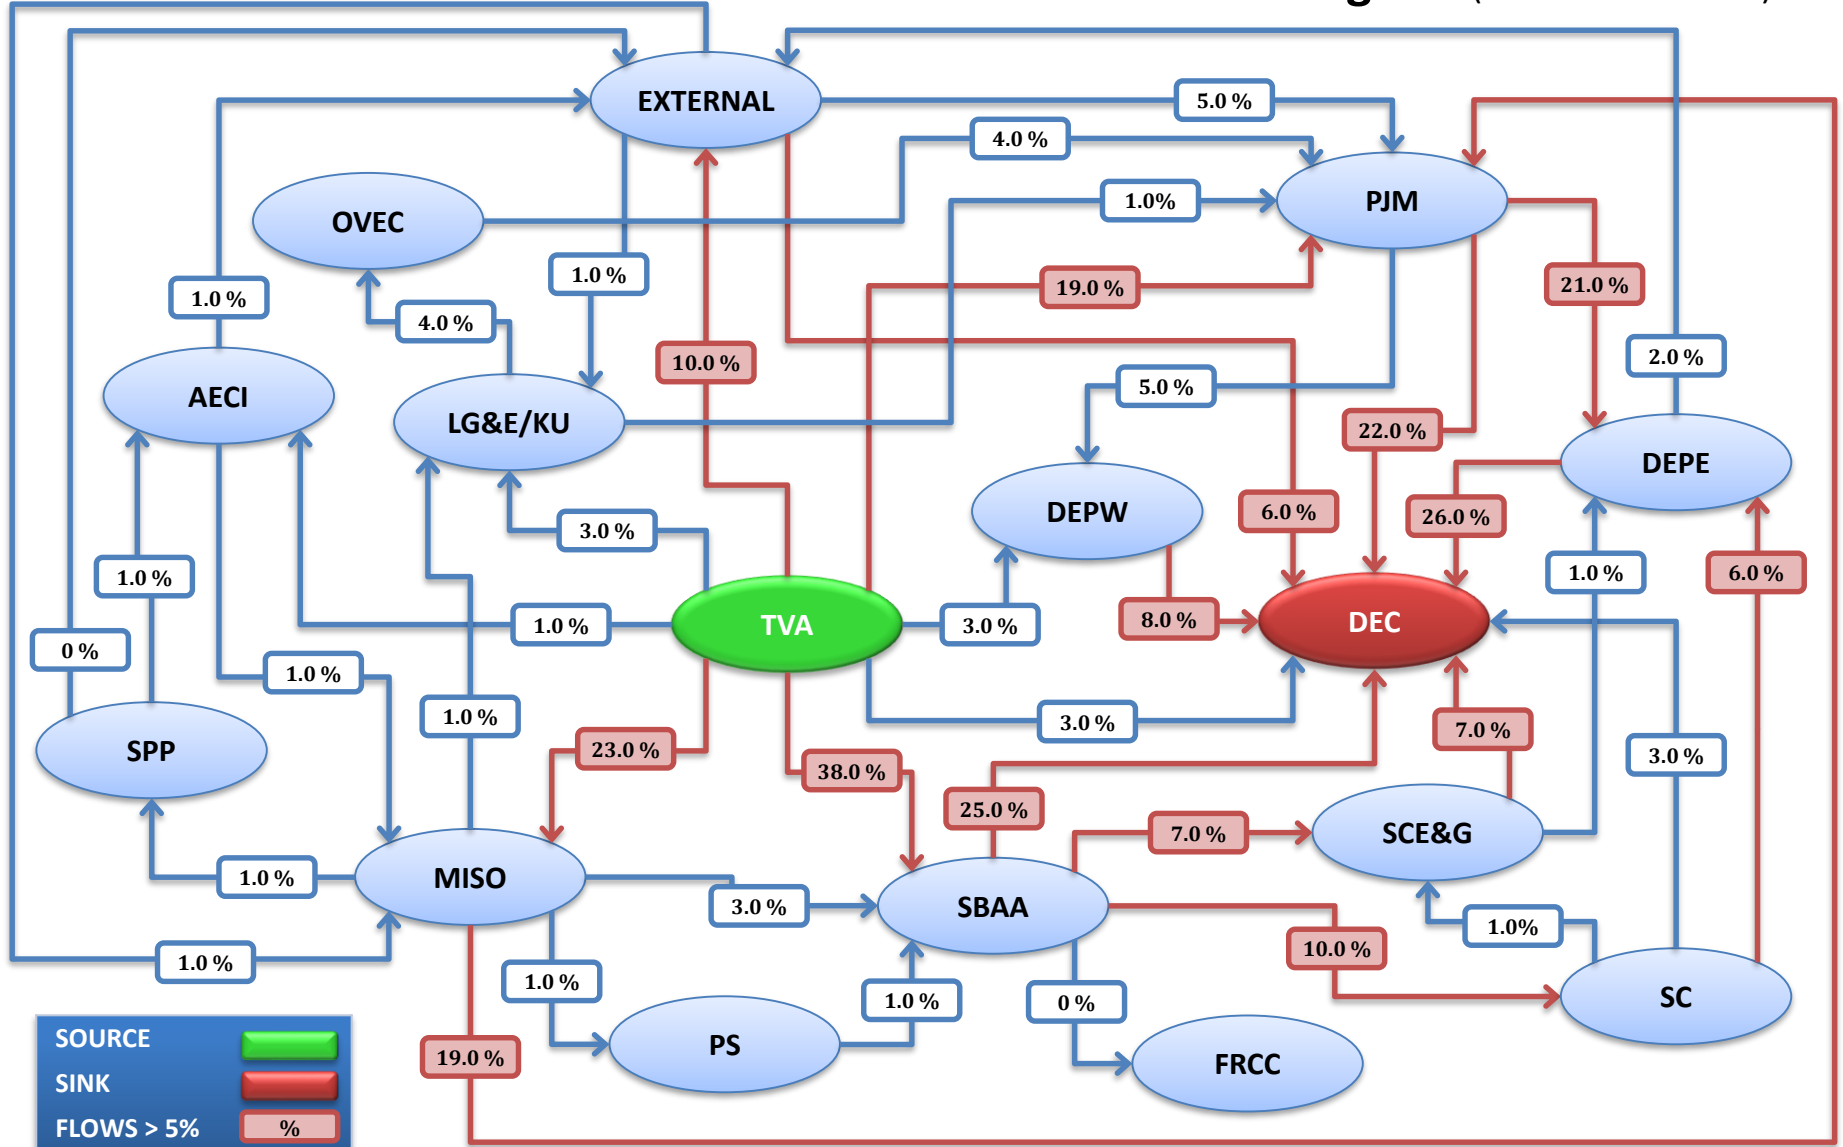 EXTERNAL
5.0 %
4.0 %
PJM
1.0%
OVEC
1.0 %
19.0 %
21.0 %
1.0 %
4.0 %
10.0 %
2.0 %
5.0 %
AECI
LG&E/KU
22.0 %
DEPE
DEPW
6.0 %
26.0 %
3.0 %
1.0 %
1.0 %
6.0 %
1.0 %
TVA
3.0 %
8.0 %
DEC
0 %
1.0 %
1.0 %
3.0 %
7.0 %
SPP
23.0 %
38.0 %
3.0 %
25.0 %
7.0 %
SCE&G
1.0 %
MISO
3.0 %
SBAA
1.0%
1.0 %
10.0 %
1.0 %
1.0 %
0 %
SC
SOURCE
PS
19.0 %
FRCC
SINK
FLOWS > 5%
%